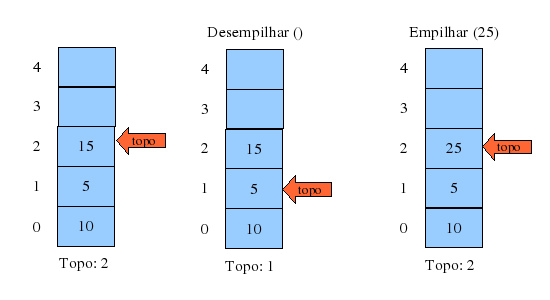 Desempilhar ()
Empilhar (25)
4
3
2 15 topo
1 5
0 10
Topo: 2
4
3
2 15
1 5 topo
0 10
Topo: 1
4
3
2 25 topo
1 5
0 10
Topo: 2